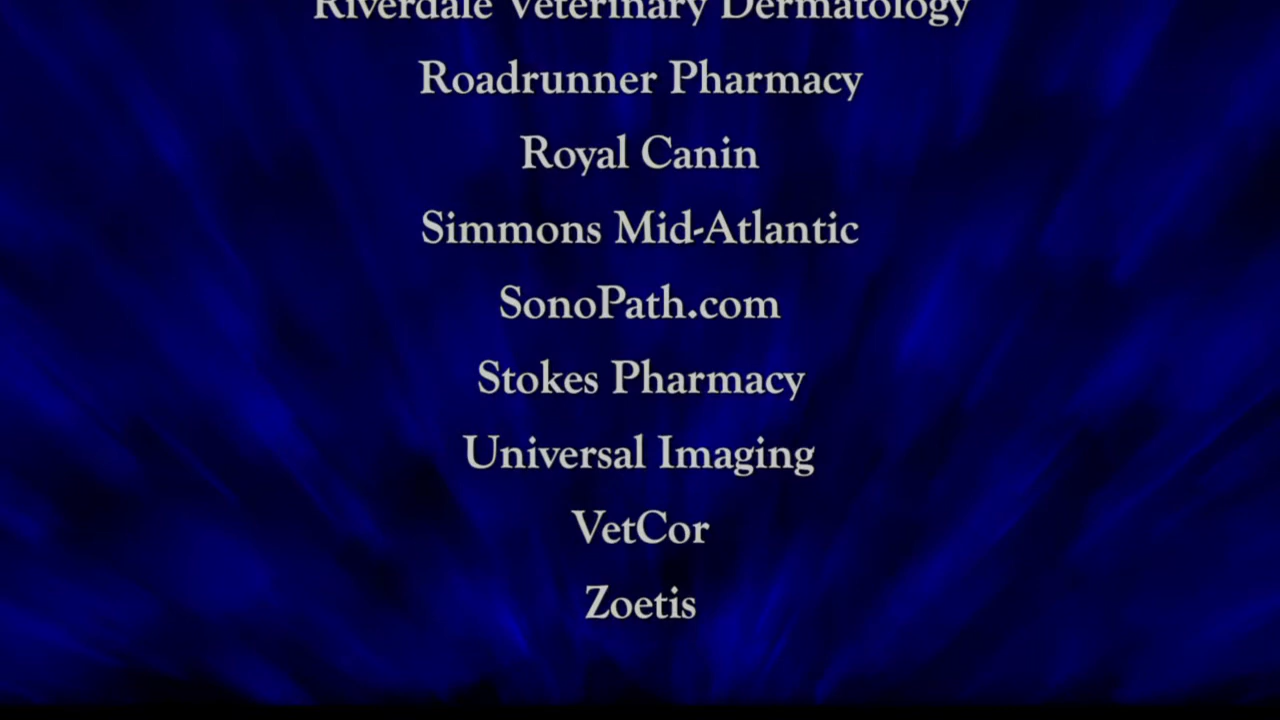 Riverdale Veterinary Dermatology
Roadrunner Pharmacy
Royal Canin
Simmons Mid-Atlantic
SonoPath.com
Stokes Pharmacy
Universal Imaging
VetCor
Zoetis